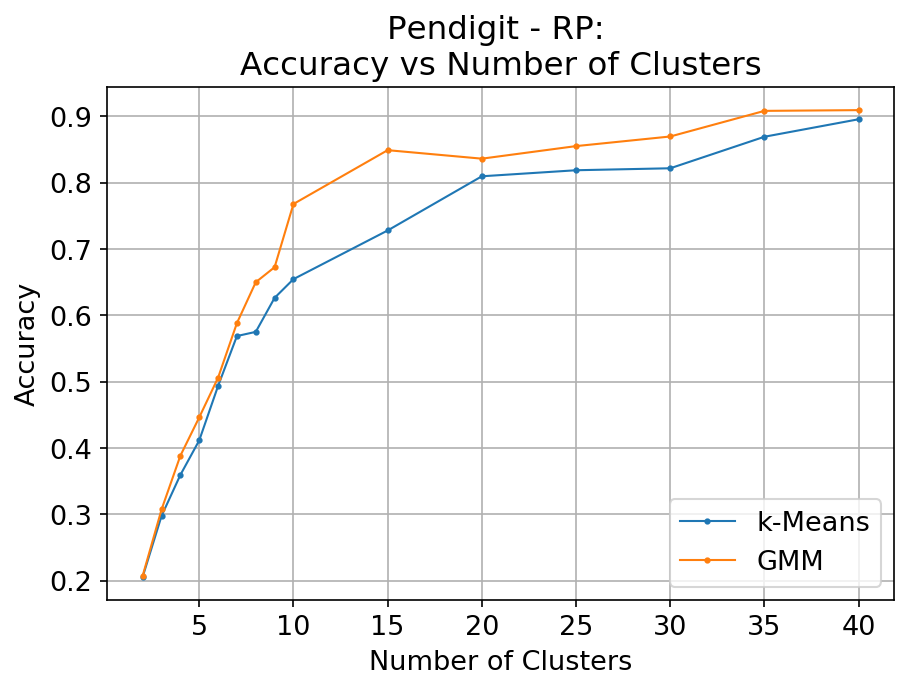 Pendigit - RP:
Accuracy vs Number of Clusters
Accuracy
0.9
0.8
0.7
0.6
0.5
0.4
0.3
0.2
k-Means
GMM
5 10 15 20 25 30 35 40
Number of Clusters